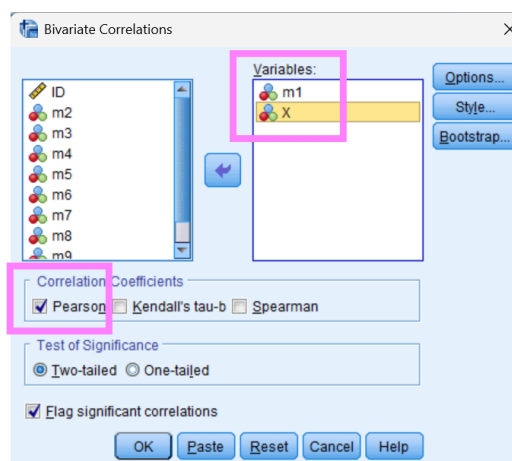 Bivariate Correlations
Variables:
ID
m2
m3
m4
m5
m6
m7
m8
m9
m1
X
Options...
Style...
Bootstrap...
Correlation Coefficients
Pearson Kendall's tau-b Spearman
Test of Significance
Two-tailed One-tailed
Flag significant correlations
OK Paste Reset Cancel Help